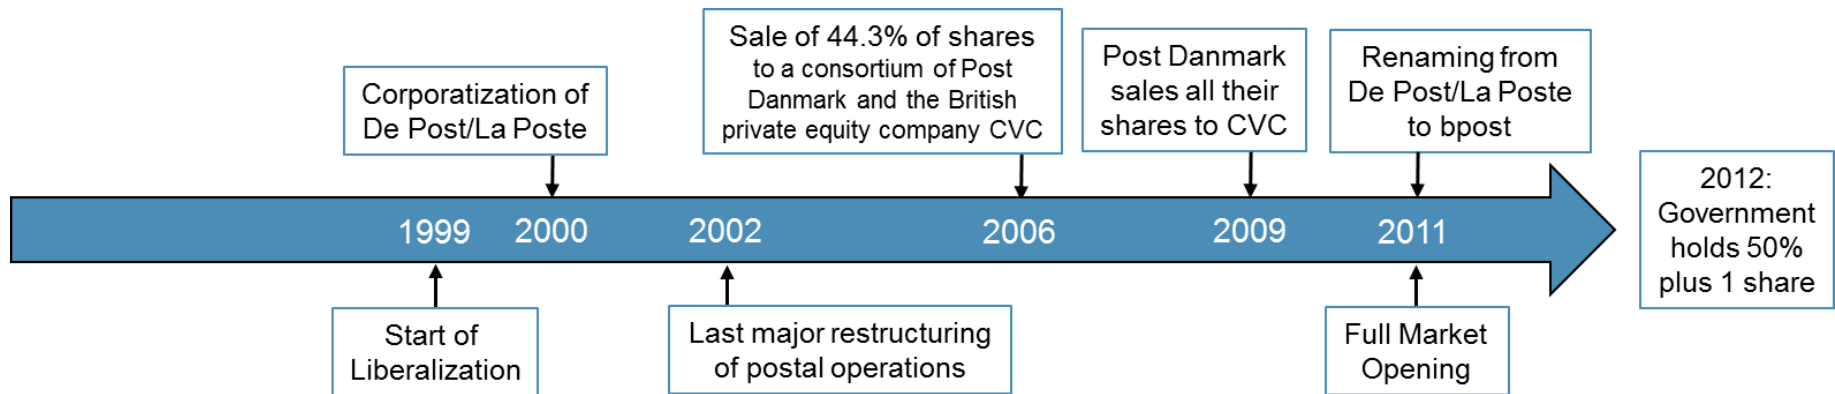 Corporatization of
De Post/La Poste
Sale of 44.3% of shares
to a consortium of Post
Danmark and the British
private equity company CVC
Post Danmark
sales all their
shares to CVC
Renaming from
De Post/La Poste
to bpost
1999 2000 2002 2006 2009 2011
2012:
Government
holds 50%
plus 1 share
Start of
Liberalization
Last major restructuring
of postal operations
Full Market
Opening